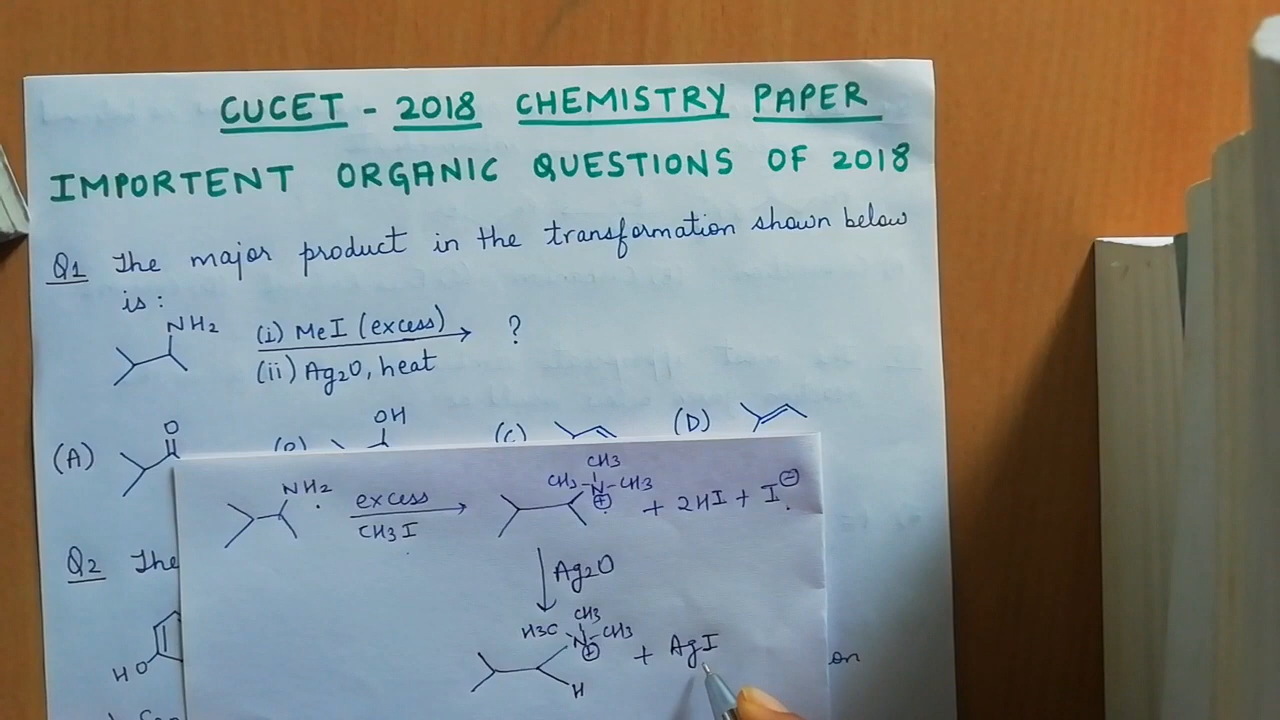 CUCET - 2018 CHEMISTRY PAPER
IMPORTENT ORGANIC QUESTIONS OF 2018
Q1 The major product in the transformation shown below
is:
NH2 (i) MeI (excess) ?
(ii) Ag2O, heat
O OH
(A) (C) (D)
NH2 excess CH3I
CH3
CH3-N-CH3 ⊕ + 2HI + I⊖
Ag2O
Q2 The
CH3
H3C N-CH3 ⊕ + AgI
H
HO
on